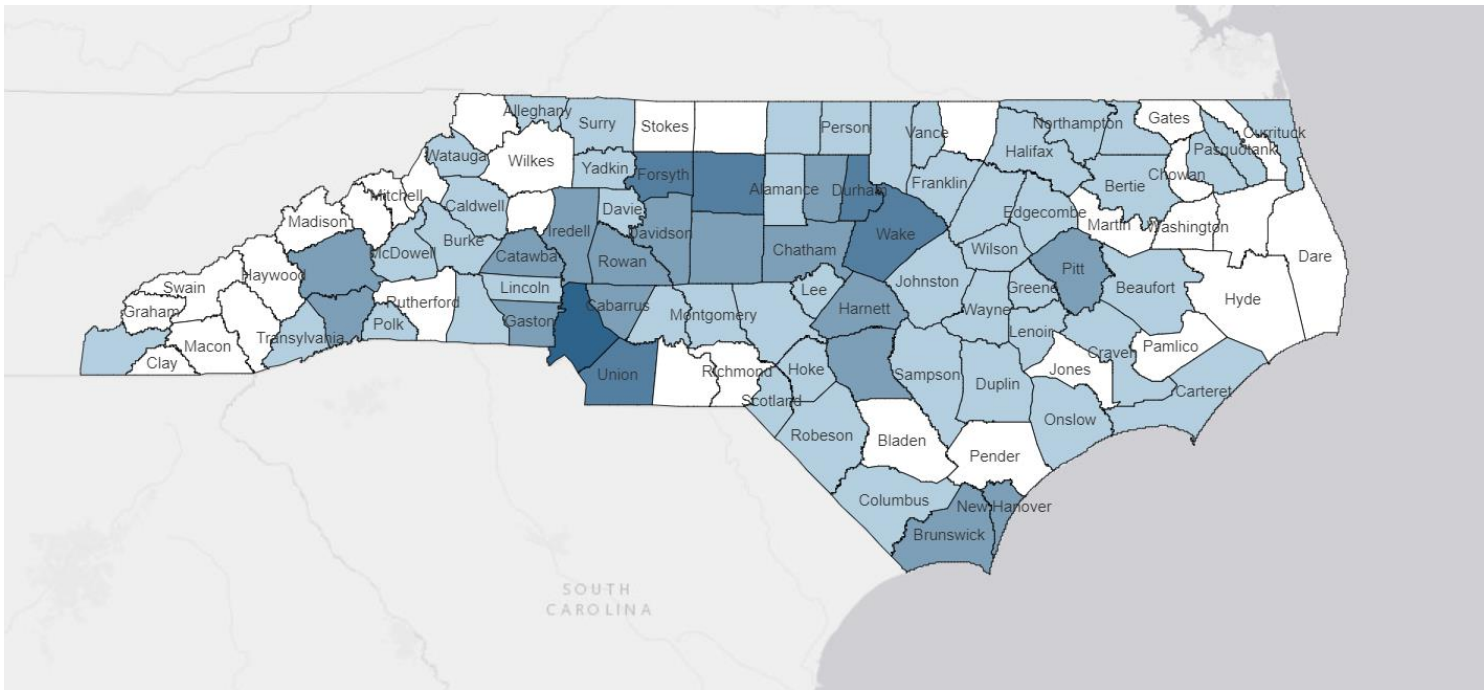 Alleghany
Surry
Stokes
Person
Vance
Northampton
Gates
Currituck
Watauga
Wilkes
Yadkin
Forsyth
Alamance
Durham
Franklin
Halifax
Bertie
Chowan
Pasquotank
Mitchell
Caldwell
Davie
Iredell
Davidson
Madison
McDowell
Burke
Catawba
Rowan
Chatham
Wake
Edgecombe
Wilson
Martin
Washington
Dare
Haywood
Swain
Graham
Rutherford
Lincoln
Lee
Johnston
Greene
Pitt
Beaufort
Hyde
Macon
Transylvania
Polk
Gaston
Cabarrus
Montgomery
Harnett
Wayne
Lenoir
Craven
Pamlico
Clay
Union
Richmond
Hoke
Sampson
Duplin
Jones
Carteret
Scotland
Robeson
Bladen
Onslow
Pender
Columbus
New Hanover
Brunswick
SOUTH
CAROLINA